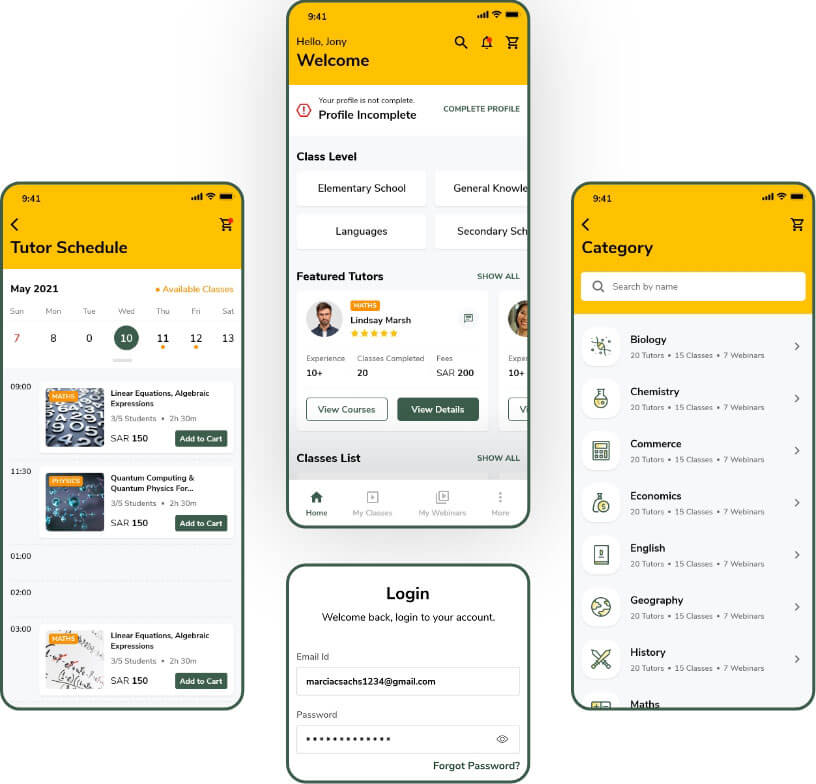 9:41
Hello, Jony
Welcome
Your profile is not complete.
Profile Incomplete
COMPLETE PROFILE
Class Level
Elementary School
General Knowle
Languages
Secondary Sch
Featured Tutors
SHOW ALL
MATHS
Lindsay Marsh
Experience Classes Completed Fees
10+ 20 SAR 200
View Courses View Details
Exper
10+
Vi
Classes List
SHOW ALL
Home My Classes My Webinars More
9:41
Tutor Schedule
May 2021
Available Classes
Sun Mon Tue Wed Thu Fri Sat
7 8 0 10 11 12 13
09:00
MATHS
Linear Equations, Algebraic
Expressions
3/5 Students • 2h 30m
SAR 150
Add to Cart
11:30
PHYSICS
Quantum Computing &
Quantum Physics For...
3/5 Students • 2h 30m
SAR 150
Add to Cart
01:00
02:00
03:00
MATHS
Linear Equations, Algebraic
Expressions
3/5 Students • 2h 30m
SAR 150
Add to Cart
Login
Welcome back, login to your account.
Email Id
marciacsachs1234@gmail.com
Password
Forgot Password?
9:41
Category
Search by name
Biology
20 Tutors • 15 Classes • 7 Webinars
Chemistry
20 Tutors • 15 Classes • 7 Webinars
Commerce
20 Tutors • 15 Classes • 7 Webinars
Economics
20 Tutors • 15 Classes • 7 Webinars
English
20 Tutors • 15 Classes • 7 Webinars
Geography
20 Tutors • 15 Classes • 7 Webinars
History
20 Tutors • 15 Classes • 7 Webinars
Maths